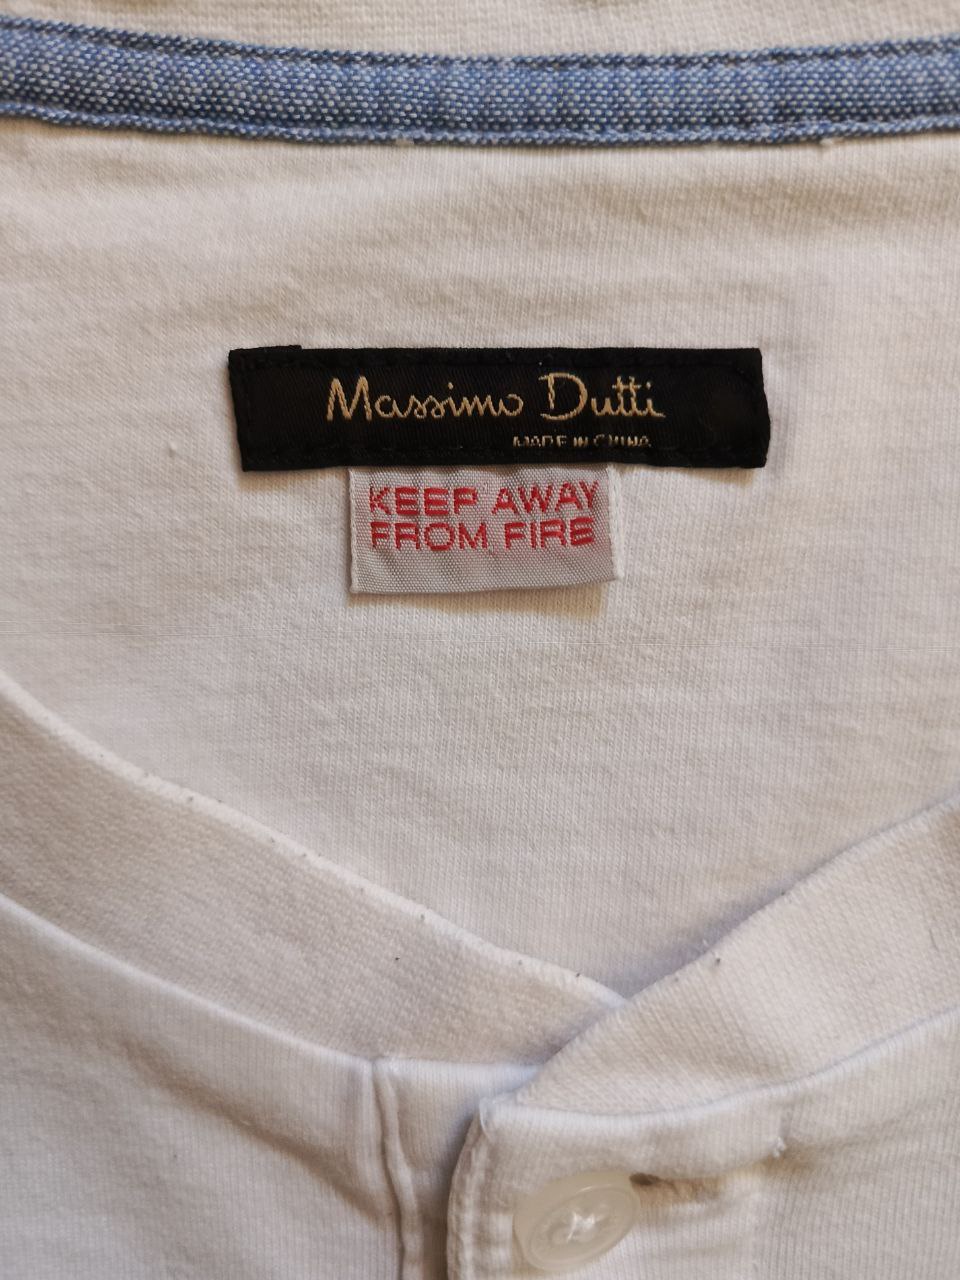 Massimo Dutti
MADE IN CHINA
KEEP AWAY
FROM FIRE